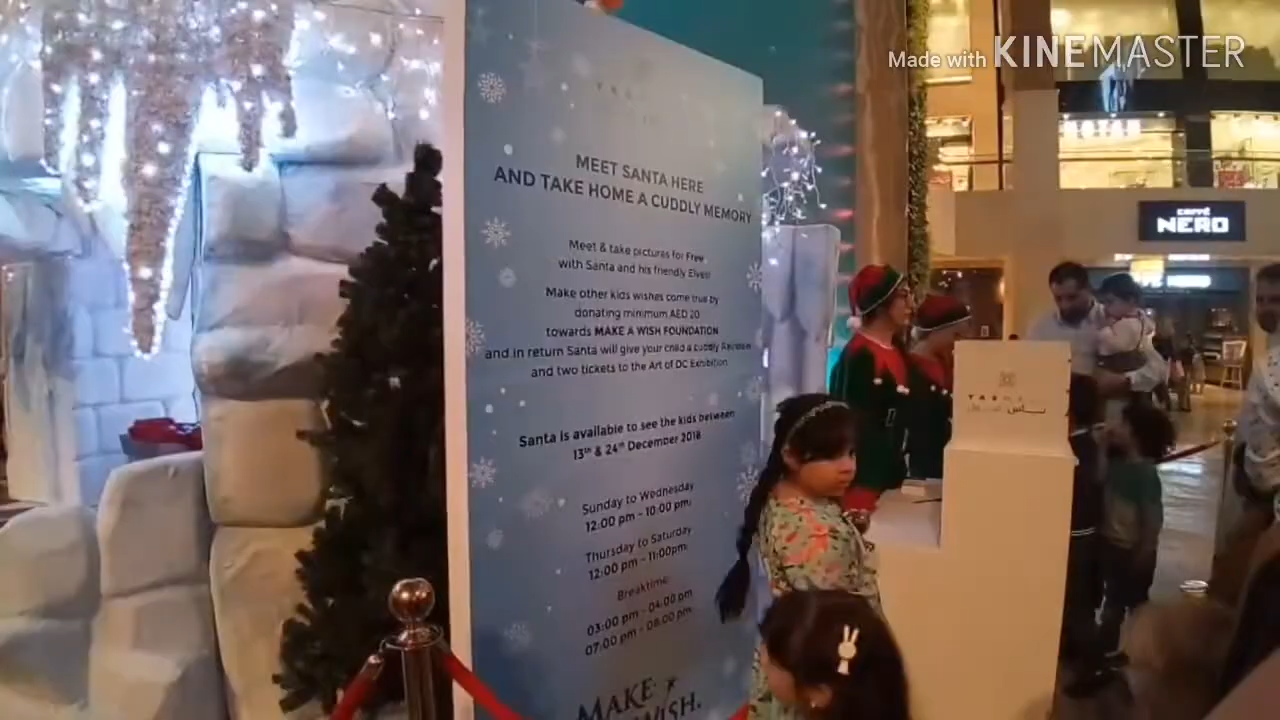 Made with KINEMASTER
MEET SANTA HERE
AND TAKE HOME A CUDDLY MEMORY
Meet & take pictures for Free
with Santa and his friendly Elves!
Make other kids wishes come true by
donating minimum AED 20
towards MAKE A WISH FOUNDATION
and in return Santa will give your child a cuddly Reindeer
and two tickets to the Art of DC Exhibition
Santa is available to see the kids between
13th & 24th December 2018
Sunday to Wednesday
12:00 pm - 10:00 pm
Thursday to Saturday
12:00 pm - 11:00pm
Breaktime:
03:00 pm - 04:00 pm
07:00 pm - 08:00 pm
MAKE
WISH.
CAFFÈ
NERO
ياس